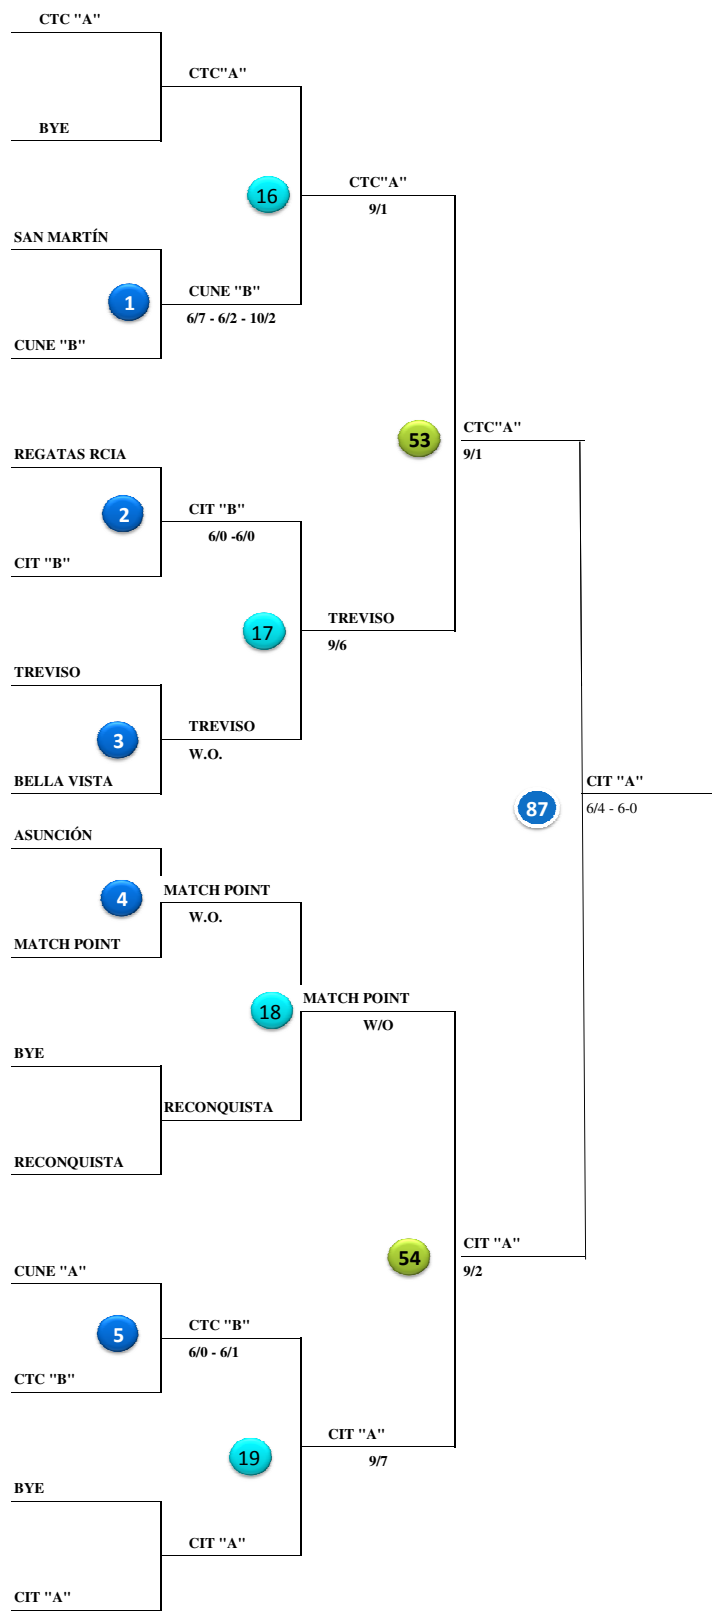 CTC "A"
CTC"A"
BYE
16
CTC"A"
9/1
SAN MARTÍN
1
CUNE "B"
6/7 - 6/2 - 10/2
CUNE "B"
53
CTC"A"
9/1
REGATAS RCIA
2
CIT "B"
6/0 -6/0
CIT "B"
17
TREVISO
9/6
TREVISO
3
TREVISO
W.O.
BELLA VISTA
87
CIT "A"
6/4 - 6-0
ASUNCIÓN
4
MATCH POINT
W.O.
MATCH POINT
18
MATCH POINT
W/O
BYE
RECONQUISTA
RECONQUISTA
54
CIT "A"
9/2
CUNE "A"
5
CTC "B"
6/0 - 6/1
CTC "B"
19
CIT "A"
9/7
BYE
CIT "A"
CIT "A"